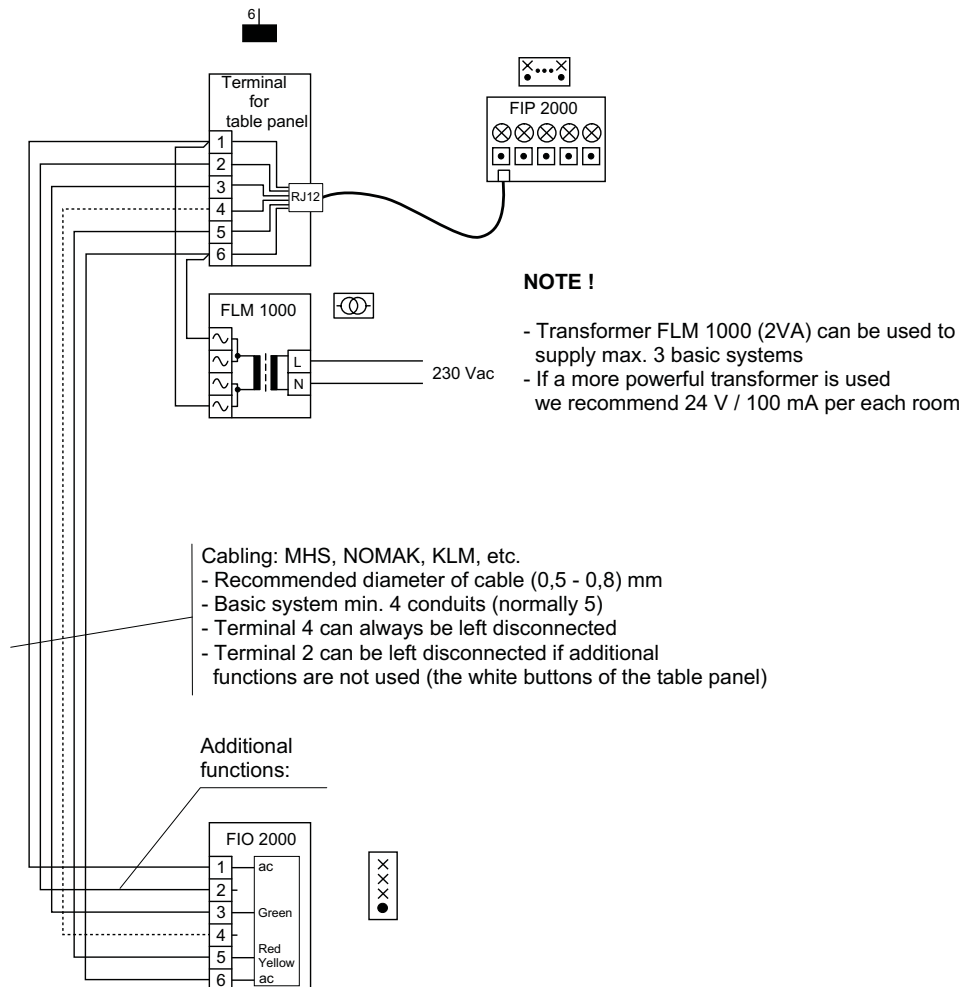 6
Terminal
for
table panel
1
2
3
4
5
6
RJ12
FIP 2000
FLM 1000
L
N
230 Vac
NOTE !
- Transformer FLM 1000 (2VA) can be used to
supply max. 3 basic systems
- If a more powerful transformer is used
we recommend 24 V / 100 mA per each room
Cabling: MHS, NOMAK, KLM, etc.
- Recommended diameter of cable (0,5 - 0,8) mm
- Basic system min. 4 conduits (normally 5)
- Terminal 4 can always be left disconnected
- Terminal 2 can be left disconnected if additional
functions are not used (the white buttons of the table panel)
Additional
functions:
FIO 2000
1 ac
2
3 Green
4
Red
5 Yellow
6 ac